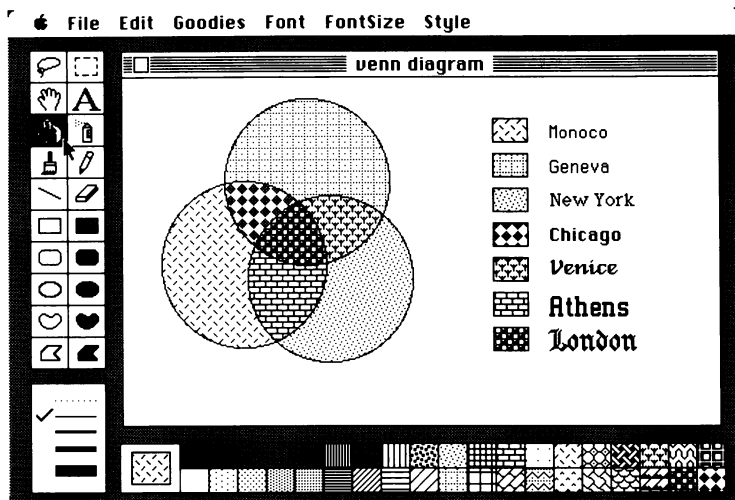 File Edit Goodies Font FontSize Style
venn diagram
A
Monoco
Geneva
New York
Chicago
Venice
Athens
London